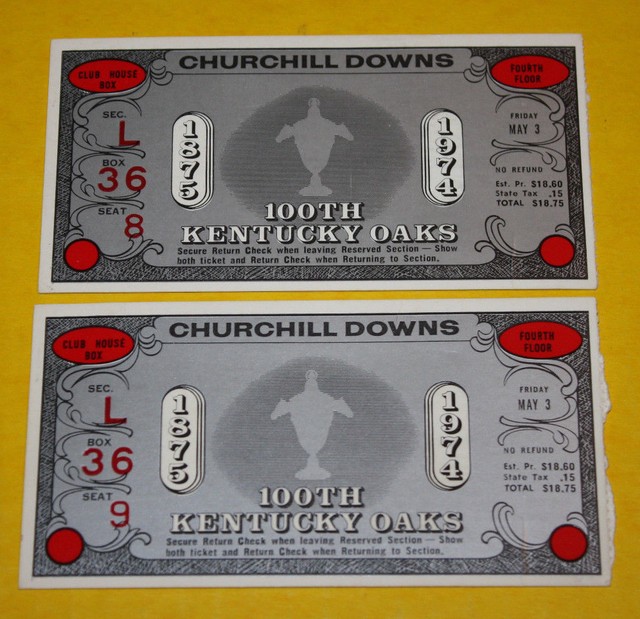 CHURCHILL DOWNS
CLUB HOUSE
BOX
FOURTH
FLOOR
SEC.
L
BOX
36
SEAT
8
1875
1974
FRIDAY
MAY 3
NO REFUND
Est. Pr. $18.60
State Tax .15
TOTAL $18.75
100TH
KENTUCKY OAKS
Secure Return Check when leaving Reserved Section — Show
both ticket and Return Check when Returning to Section.
CHURCHILL DOWNS
CLUB HOUSE
BOX
FOURTH
FLOOR
SEC.
L
BOX
36
SEAT
9
1875
1974
FRIDAY
MAY 3
NO REFUND
Est. Pr. $18.60
State Tax .15
TOTAL $18.75
100TH
KENTUCKY OAKS
Secure Return Check when leaving Reserved Section — Show
both ticket and Return Check when Returning to Section.